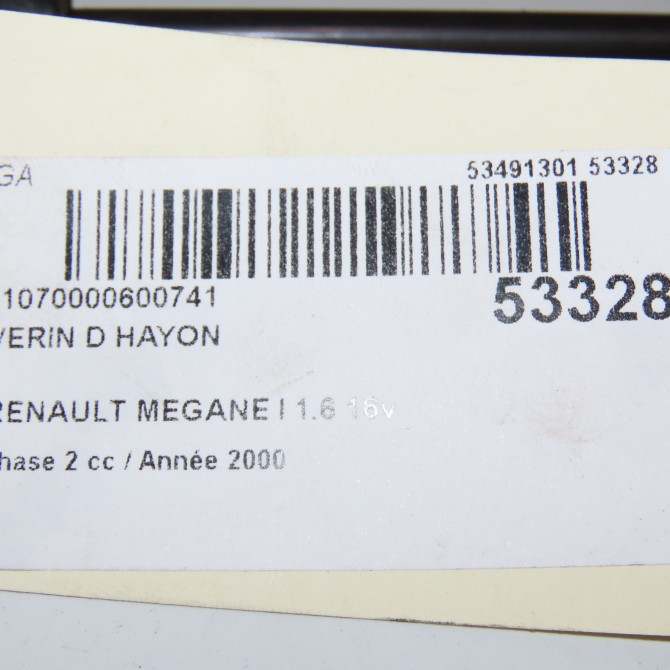 GA
53491301 53328
1070000600741
53328
VERIN D HAYON
RENAULT MEGANE I 1.6 16v
hase 2 cc / Année 2000